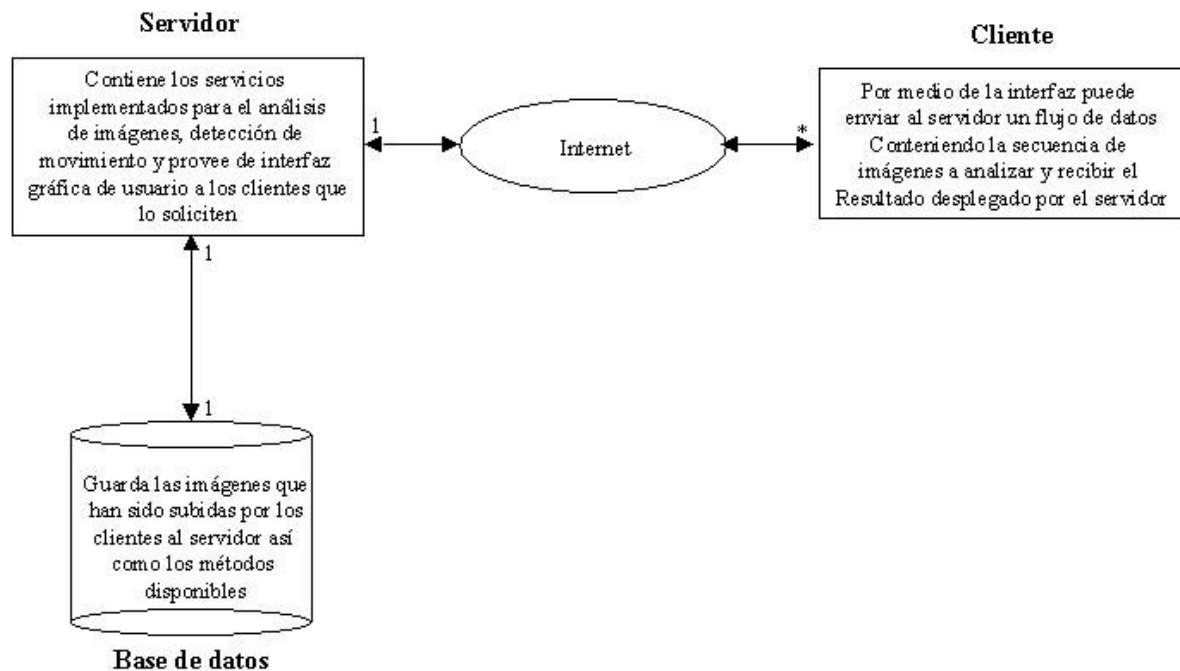 Servidor
Contiene los servicios
implementados para el análisis
de imágenes, detección de
movimiento y provee de interfaz
gráfica de usuario a los clientes que
lo soliciten
1
Internet
*
Cliente
Por medio de la interfaz puede
enviar al servidor un flujo de datos
Conteniendo la secuencia de
imágenes a analizar y recibir el
Resultado desplegado por el servidor
1
1
Guarda las imágenes que
han sido subidas por los
clientes al servidor así
como los métodos
disponibles
Base de datos